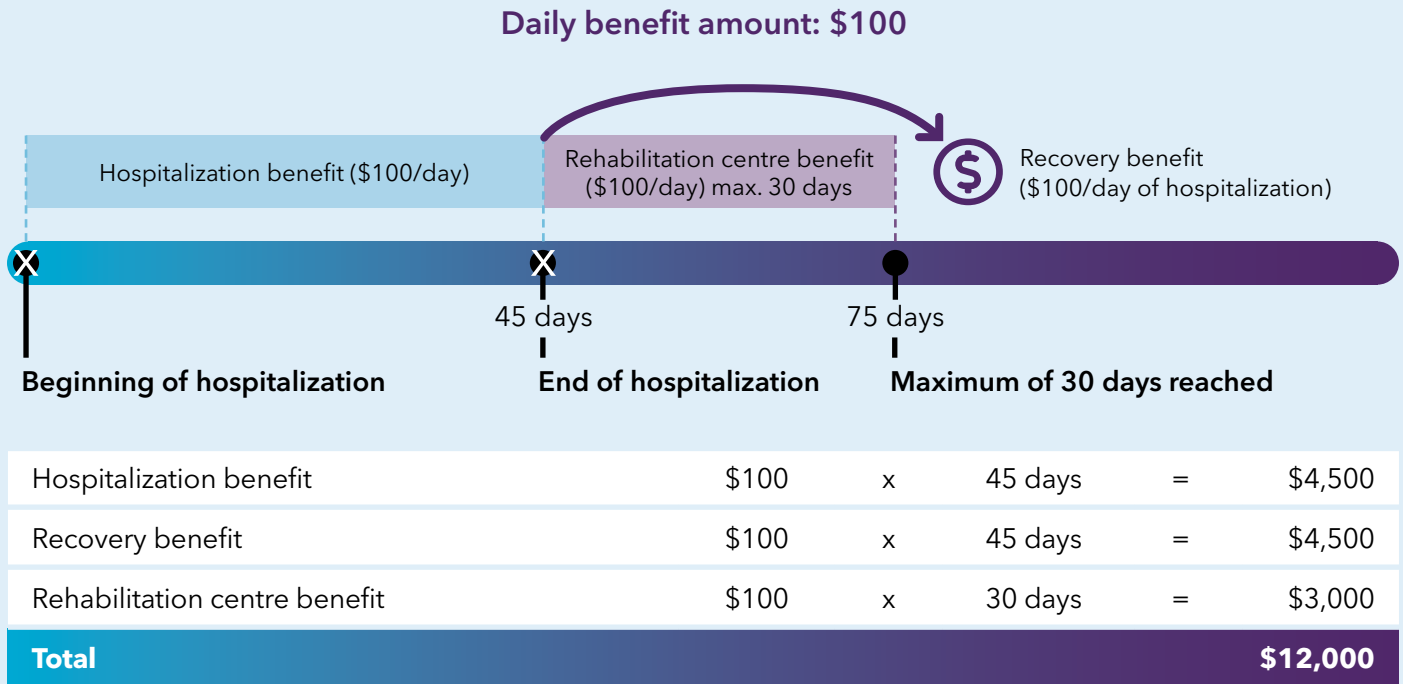 Daily benefit amount: $100
Hospitalization benefit ($100/day)
Rehabilitation centre benefit
($100/day) max. 30 days
$
Recovery benefit
($100/day of hospitalization)
X
X
45 days
75 days
Beginning of hospitalization
End of hospitalization
Maximum of 30 days reached
Hospitalization benefit $100 x 45 days = $4,500
Recovery benefit $100 x 45 days = $4,500
Rehabilitation centre benefit $100 x 30 days = $3,000
Total $12,000